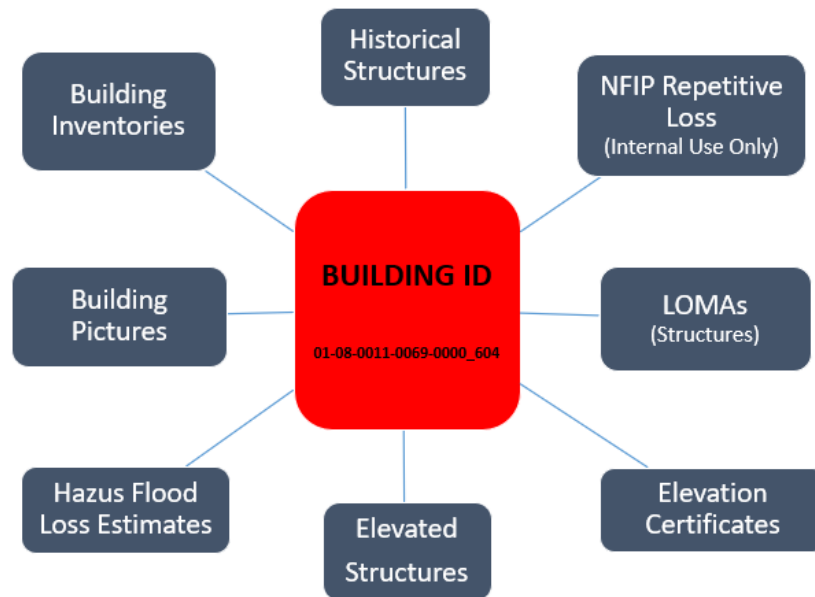 Historical
Structures
Building
Inventories
NFIP Repetitive
Loss
(Internal Use Only)
BUILDING ID
01-08-0011-0069-0000_604
Building
Pictures
LOMAs
(Structures)
Hazus Flood
Loss Estimates
Elevated
Structures
Elevation
Certificates